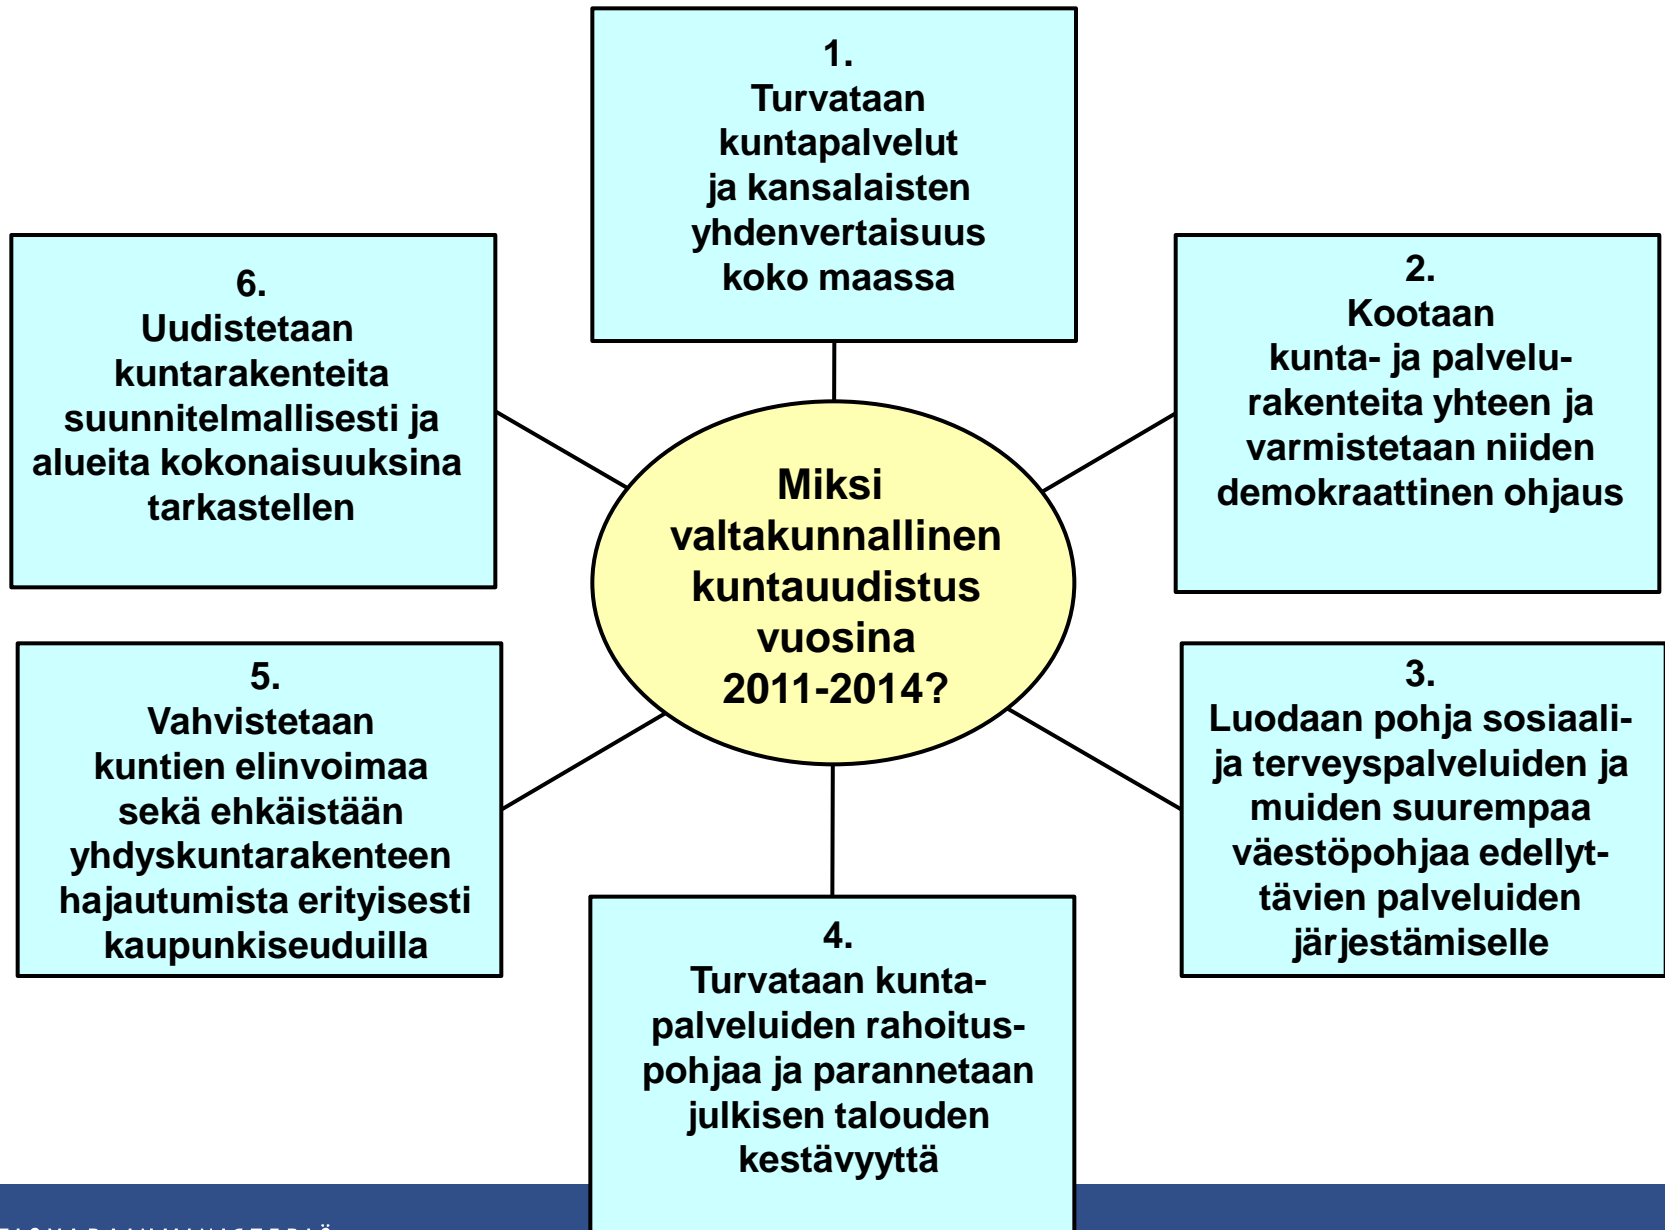 1.
Turvataan
kuntapalvelut
ja kansalaisten
yhdenvertaisuus
koko maassa
2.
Kootaan
kunta- ja palvelu-
rakenteita yhteen ja
varmistetaan niiden
demokraattinen ohjaus
3.
Luodaan pohja sosiaali-
ja terveyspalveluiden ja
muiden suurempaa
väestöpohjaa edellyt-
tävien palveluiden
järjestämiselle
4.
Turvataan kunta-
palveluiden rahoitus-
pohjaa ja parannetaan
julkisen talouden
kestävyyttä
5.
Vahvistetaan
kuntien elinvoimaa
sekä ehkäistään
yhdyskuntarakenteen
hajautumista erityisesti
kaupunkiseuduilla
6.
Uudistetaan
kuntarakenteita
suunnitelmallisesti ja
alueita kokonaisuuksina
tarkastellen
Miksi
valtakunnallinen
kuntauudistus
vuosina
2011-2014?